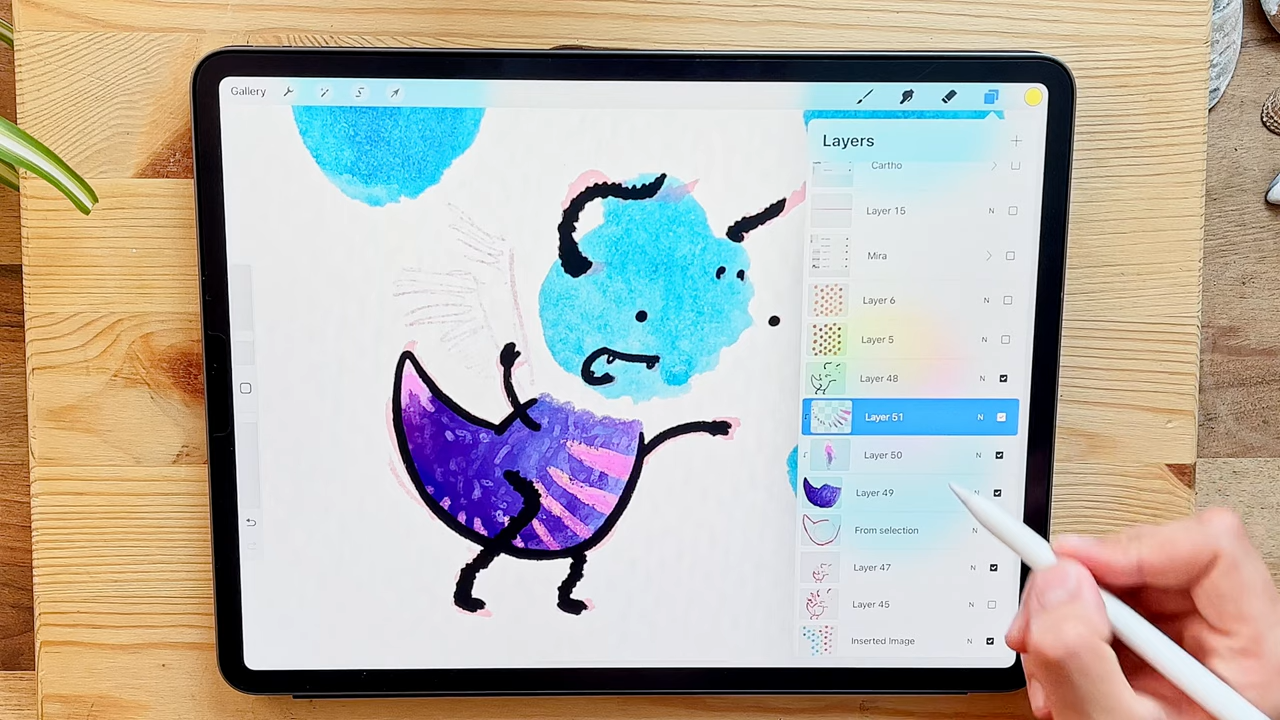 Gallery
Layers
Cartho
Layer 15 N
Mira
Layer 6 N
Layer 5 N
Layer 48 N
Layer 51 N
Layer 50 N
Layer 49 N
From selection N
Layer 47 N
Layer 45 N
Inserted Image N